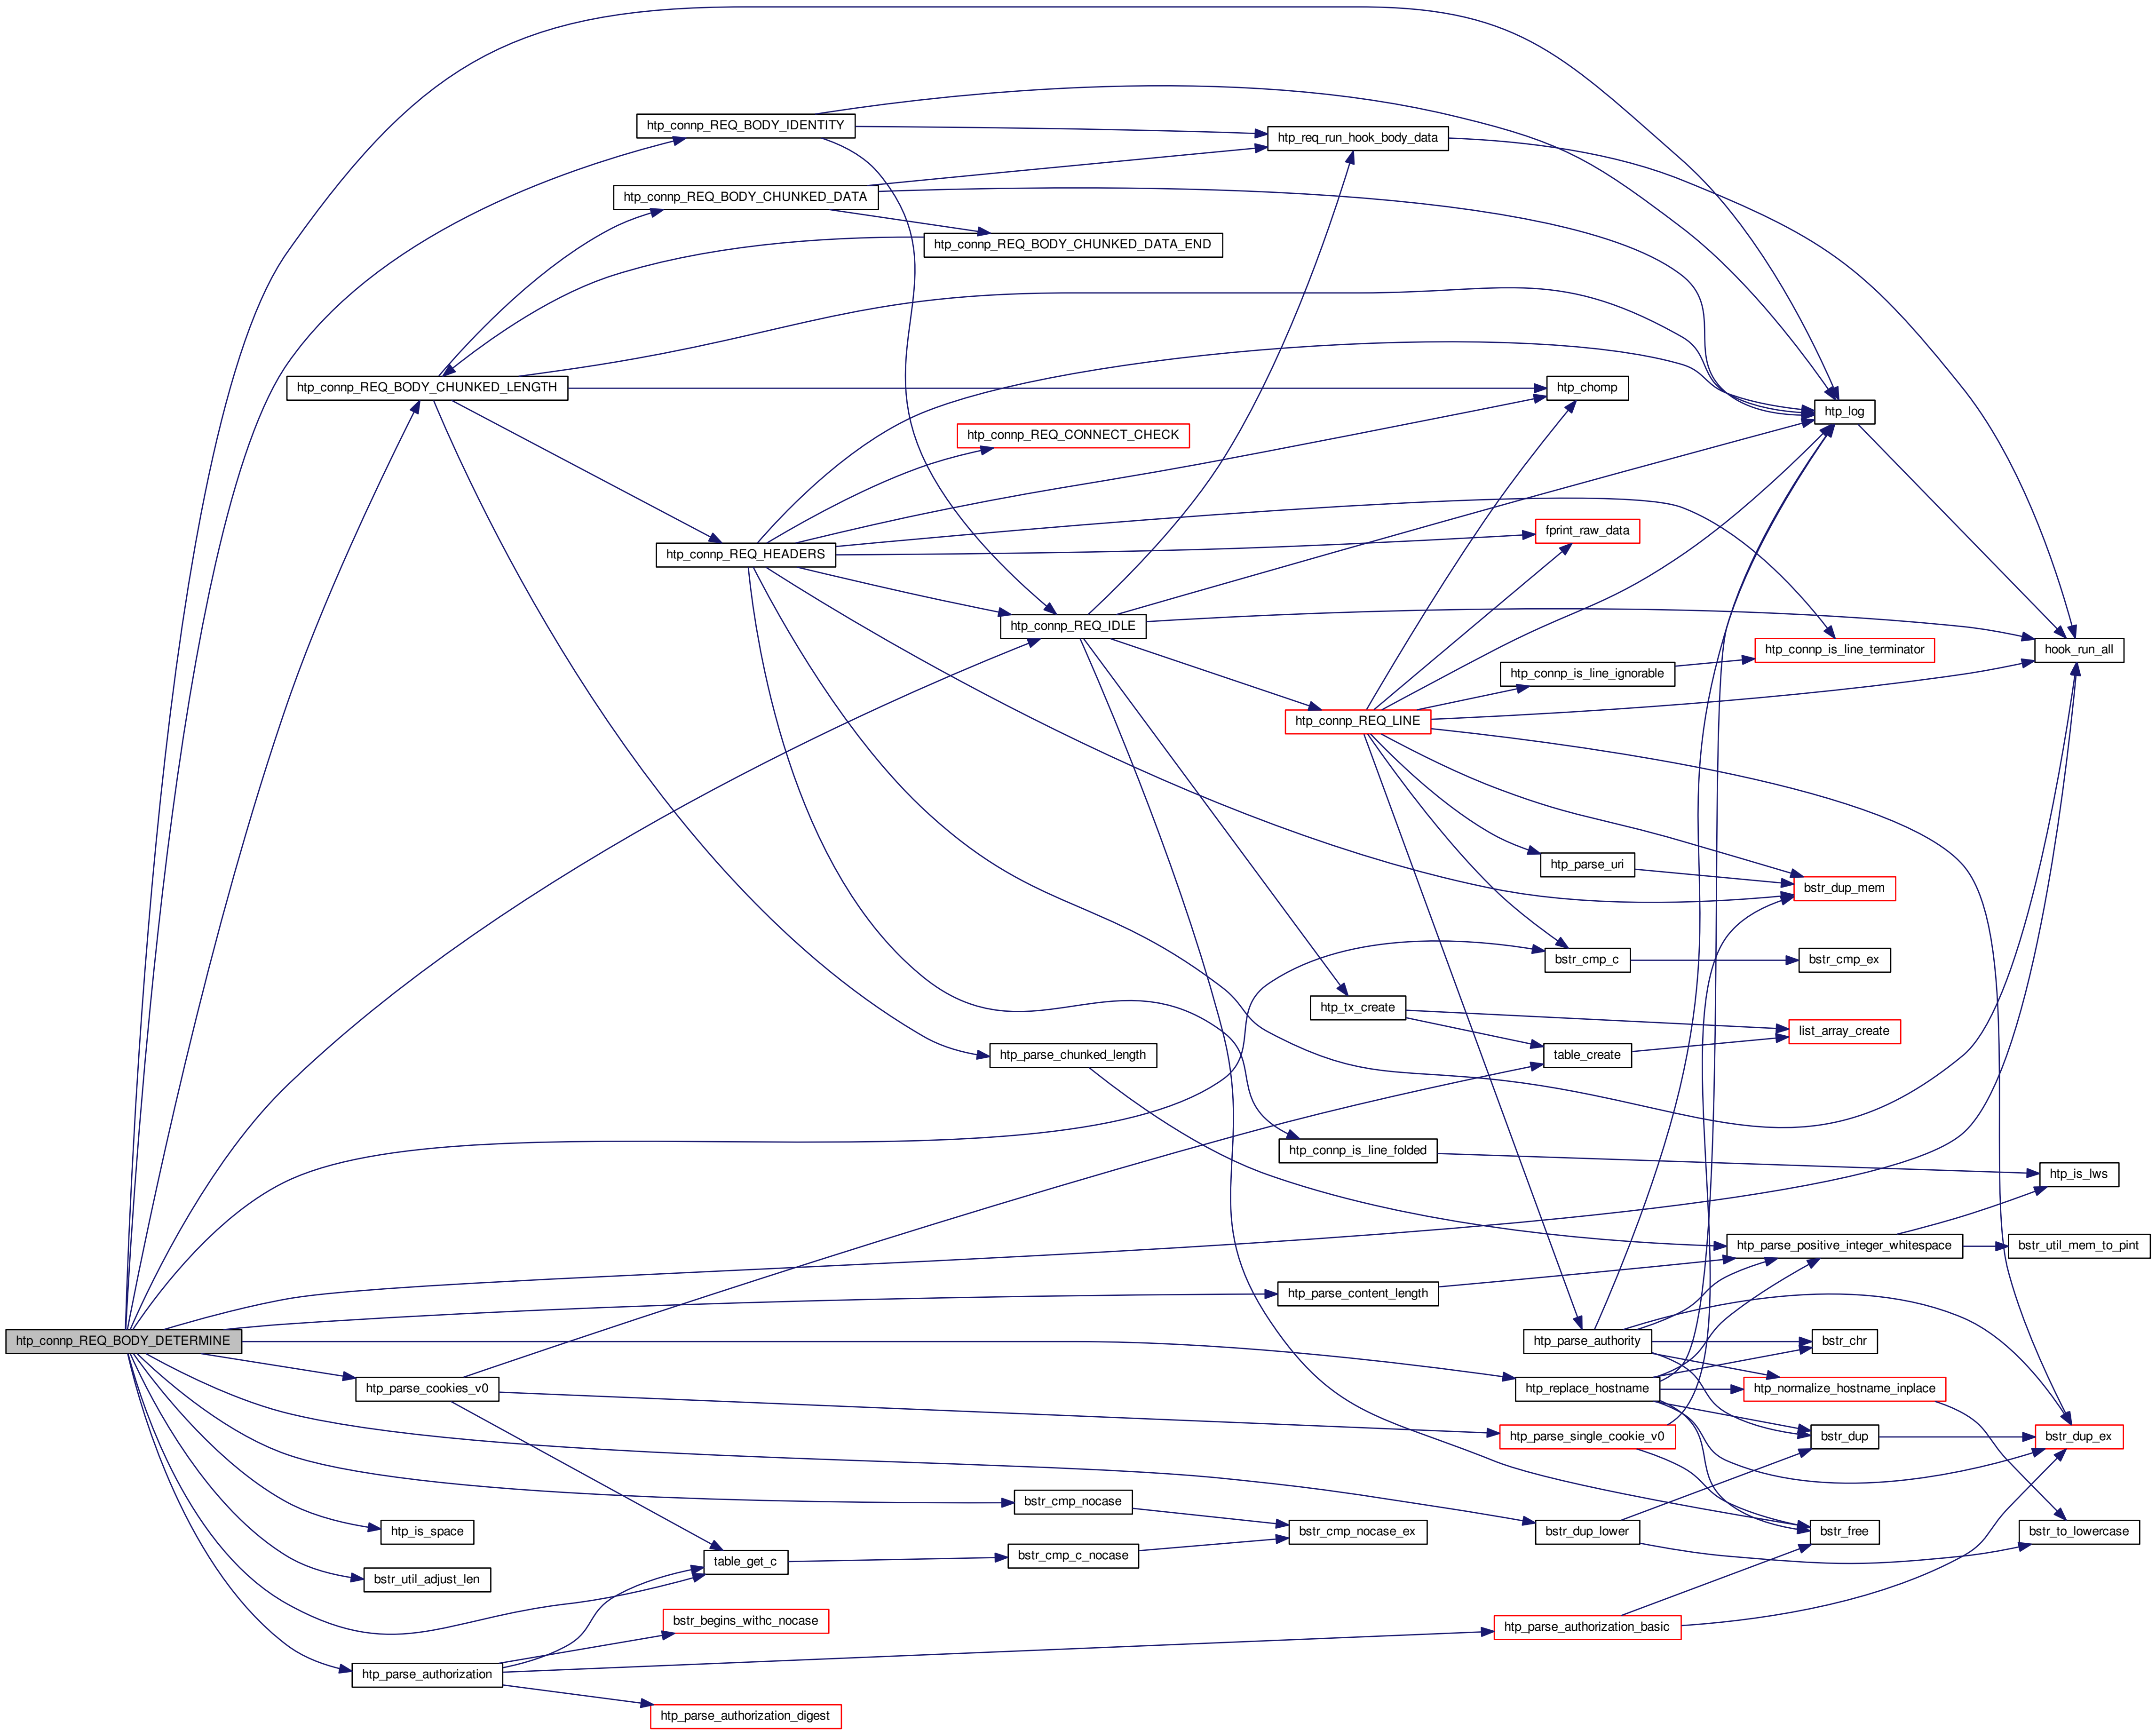 htp_connp_REQ_BODY_IDENTITY
htp_req_run_hook_body_data
htp_connp_REQ_BODY_CHUNKED_DATA
htp_connp_REQ_BODY_CHUNKED_DATA_END
htp_connp_REQ_BODY_CHUNKED_LENGTH
htp_chomp
htp_log
htp_connp_REQ_CONNECT_CHECK
fprint_raw_data
htp_connp_REQ_HEADERS
htp_connp_REQ_IDLE
htp_connp_is_line_terminator
hook_run_all
htp_connp_is_line_ignorable
htp_connp_REQ_LINE
htp_parse_uri
bstr_dup_mem
bstr_cmp_c
bstr_cmp_ex
htp_tx_create
list_array_create
htp_parse_chunked_length
table_create
htp_connp_is_line_folded
htp_is_lws
htp_parse_positive_integer_whitespace
bstr_util_mem_to_pint
htp_parse_content_length
htp_connp_REQ_BODY_DETERMINE
htp_parse_authority
bstr_chr
htp_parse_cookies_v0
htp_replace_hostname
htp_normalize_hostname_inplace
htp_parse_single_cookie_v0
bstr_dup
bstr_dup_ex
bstr_cmp_nocase
htp_is_space
bstr_cmp_nocase_ex
bstr_dup_lower
bstr_free
bstr_to_lowercase
table_get_c
bstr_cmp_c_nocase
bstr_util_adjust_len
bstr_begins_withc_nocase
htp_parse_authorization_basic
htp_parse_authorization
htp_parse_authorization_digest